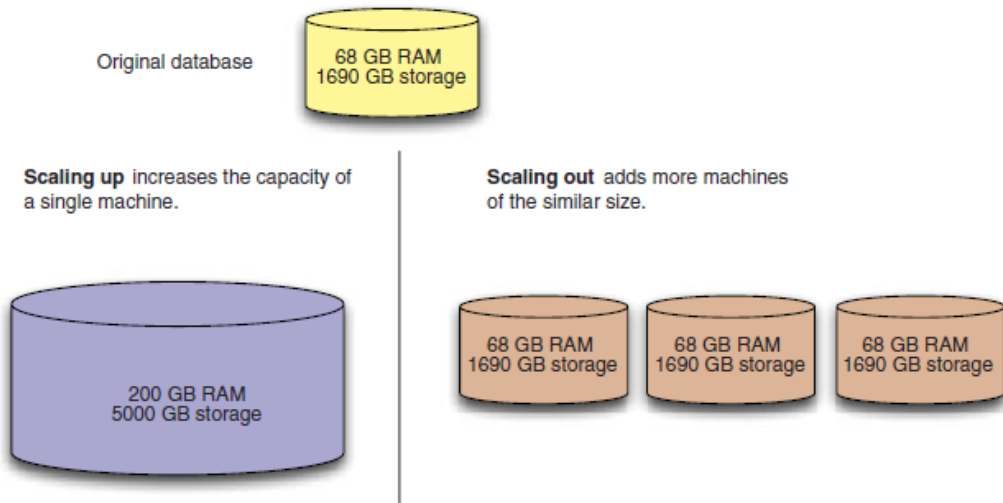 Original database
68 GB RAM
1690 GB storage
Scaling up increases the capacity of
a single machine.
200 GB RAM
5000 GB storage
Scaling out adds more machines
of the similar size.
68 GB RAM
1690 GB storage
68 GB RAM
1690 GB storage
68 GB RAM
1690 GB storage